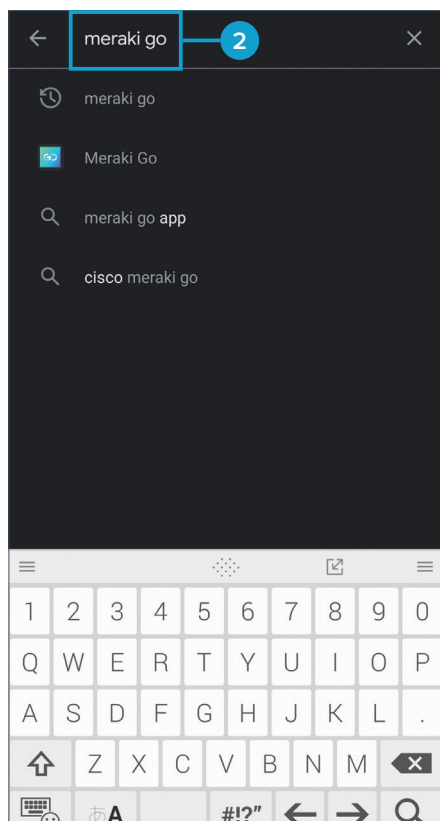 meraki go
2
meraki go
Meraki Go
meraki go app
cisco meraki go
1 2 3 4 5 6 7 8 9 0
Q W E R T Y U I O P
A S D F G H J K L .
Z X C V B N M
あA #!?"